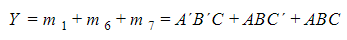 Y = m 1 + m 6 + m 7 = A´B´C + ABC´ + ABC